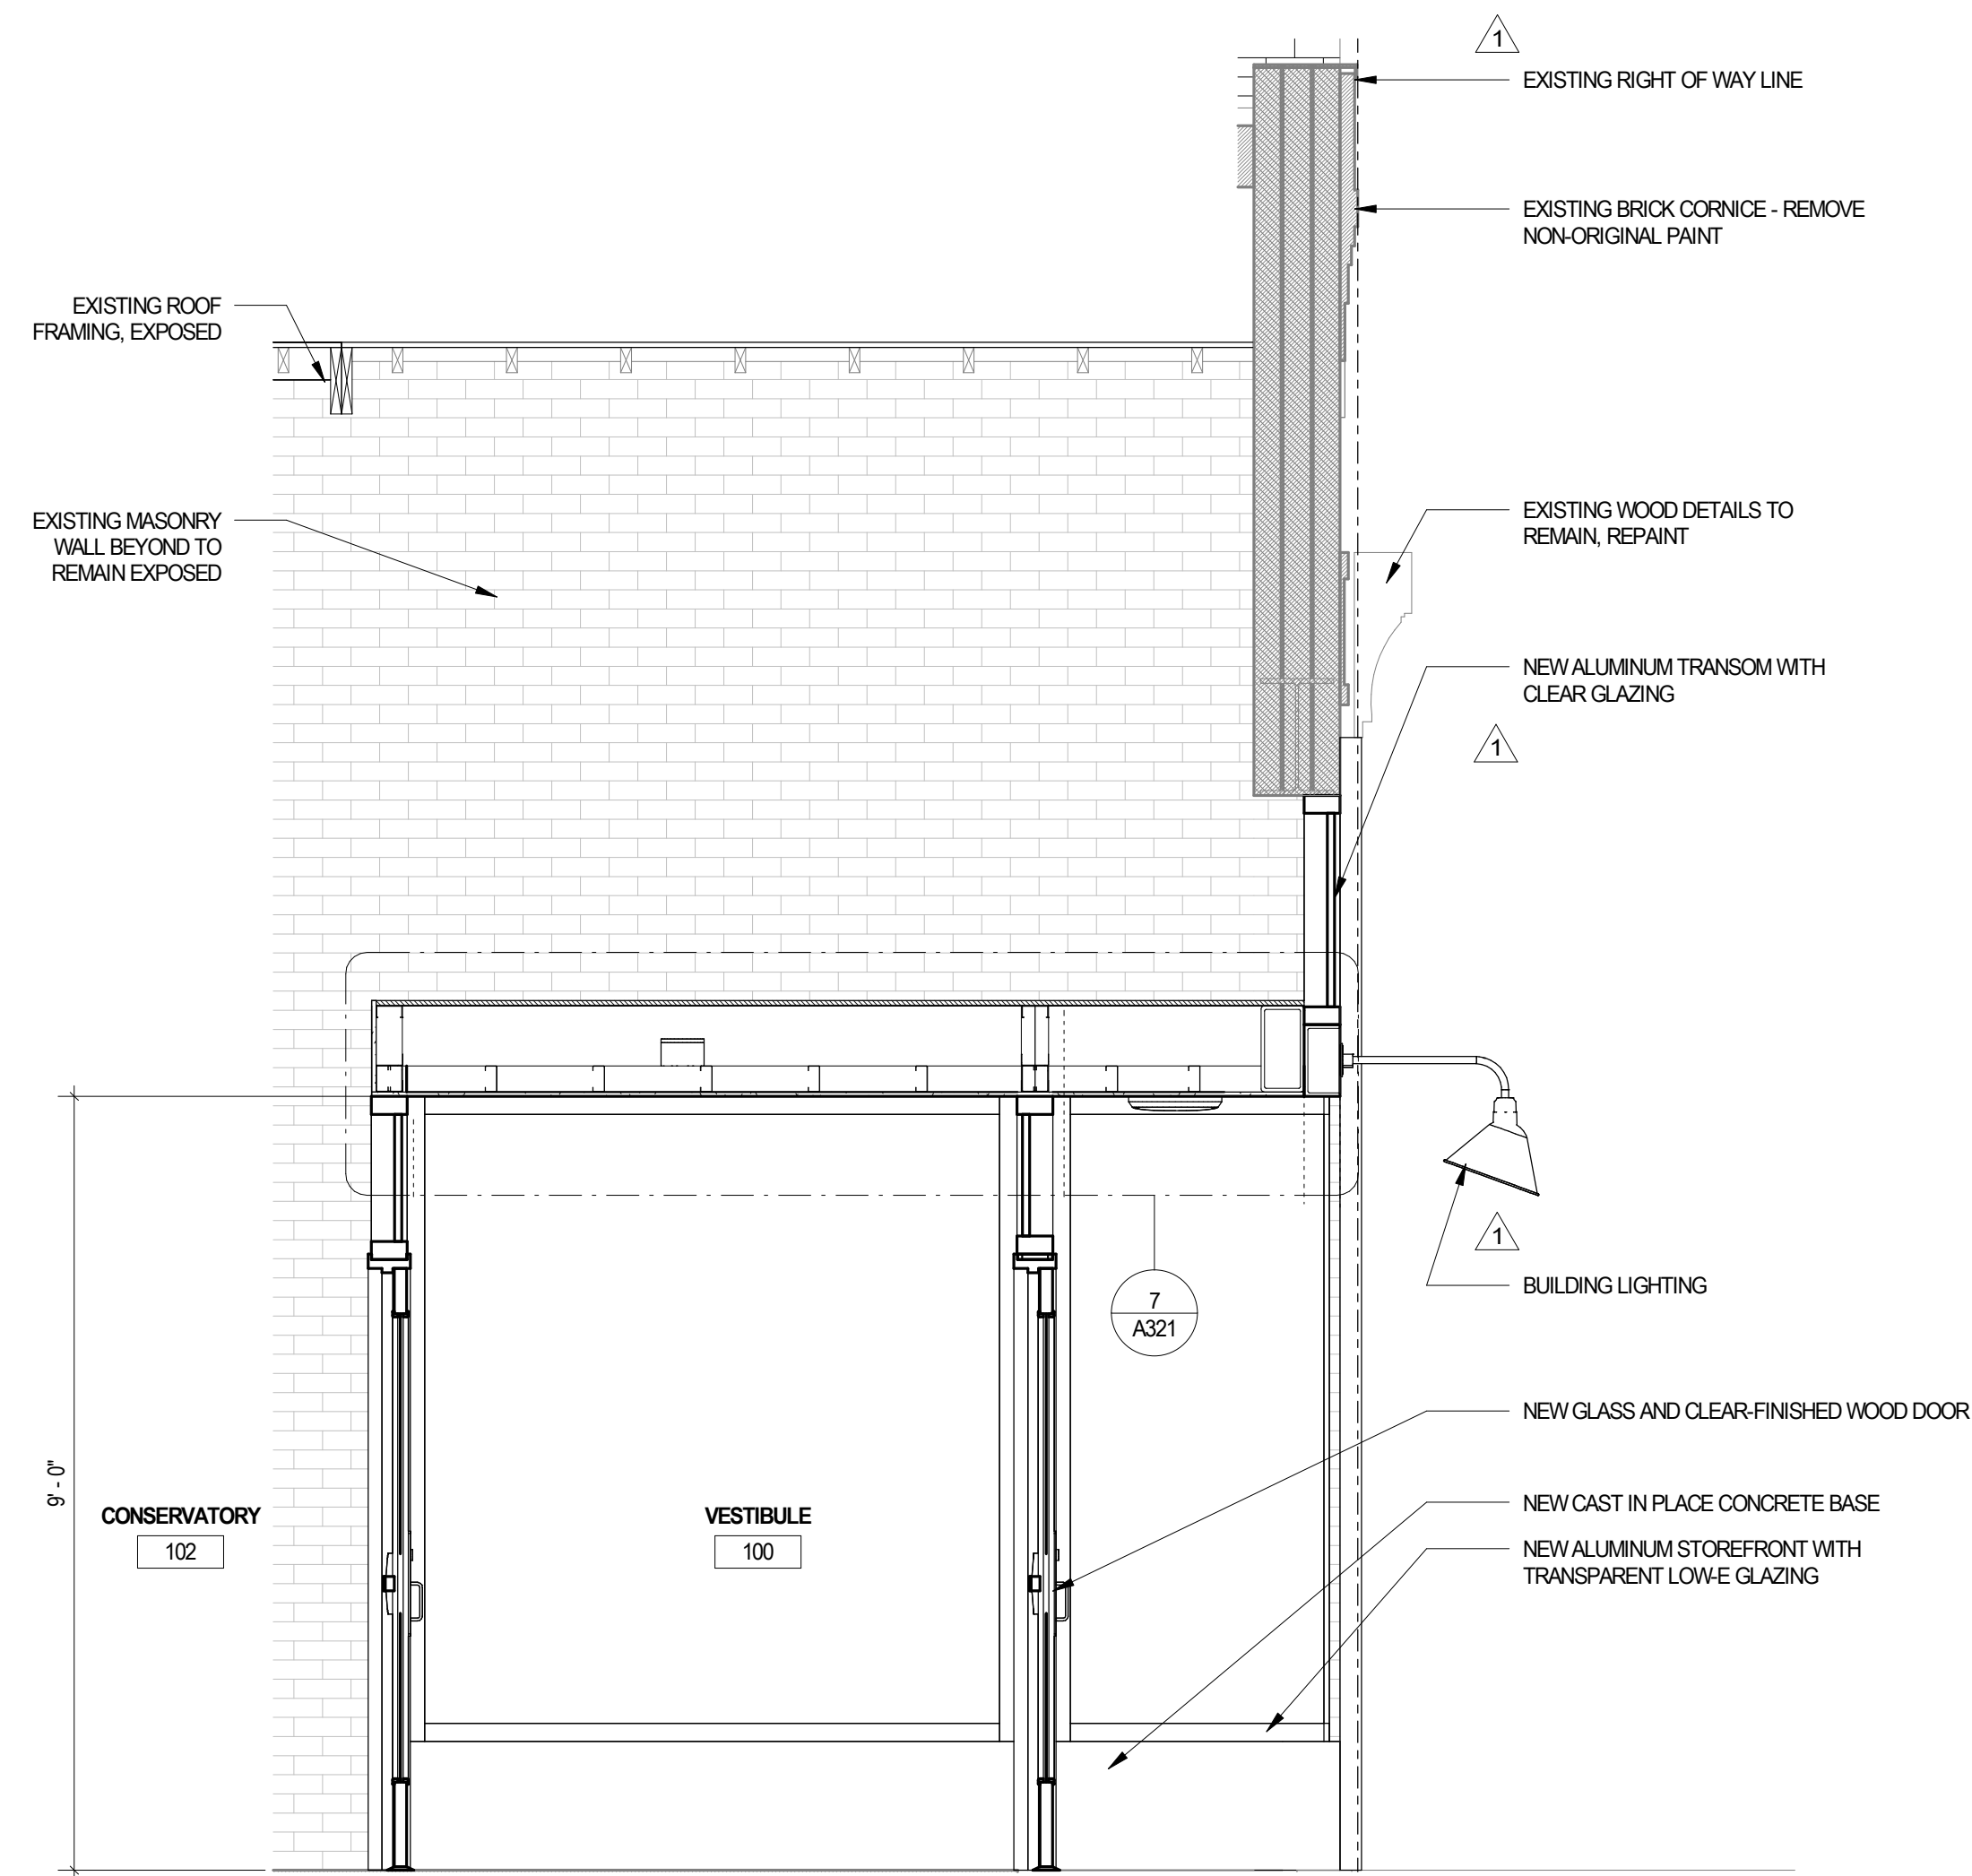 1
EXISTING RIGHT OF WAY LINE
EXISTING BRICK CORNICE - REMOVE
NON-ORIGINAL PAINT
EXISTING ROOF
FRAMING, EXPOSED
EXISTING MASONRY
WALL BEYOND TO
REMAIN EXPOSED
EXISTING WOOD DETAILS TO
REMAIN, REPAINT
NEW ALUMINUM TRANSOM WITH
CLEAR GLAZING
1
1
BUILDING LIGHTING
7
A321
NEW GLASS AND CLEAR-FINISHED WOOD DOOR
9' - 0"
CONSERVATORY
102
VESTIBULE
100
NEW CAST IN PLACE CONCRETE BASE
NEW ALUMINUM STOREFRONT WITH
TRANSPARENT LOW-E GLAZING